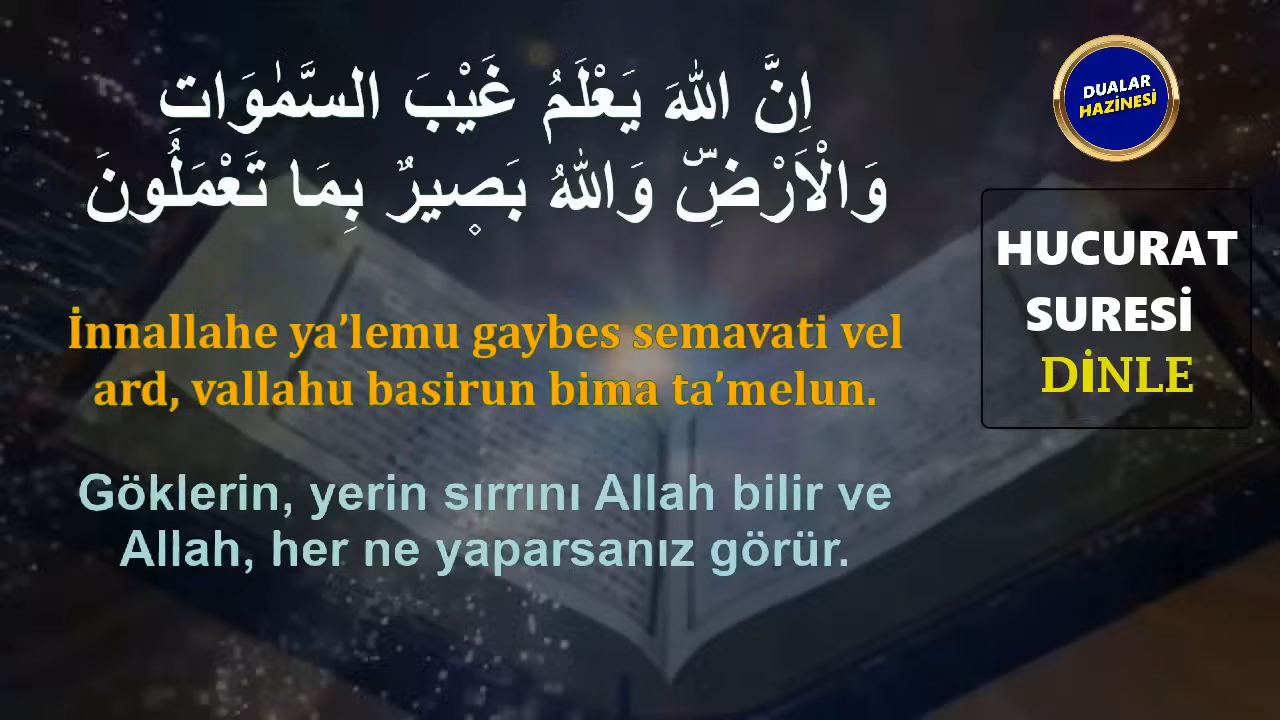 اِنَّ اللّٰهَ يَعْلَمُ غَيْبَ السَّمٰوَاتِ
وَالْاَرْضِۜ وَاللّٰهُ بَصٖيرٌ بِمَا تَعْمَلُونَ
İnnallahe ya’lemu gaybes semavati vel
ard, vallahu basirun bima ta’melun.
Göklerin, yerin sırrını Allah bilir ve
Allah, her ne yaparsanız görür.
DUALAR
HAZİNESİ
HUCURAT
SURESİ
DİNLE